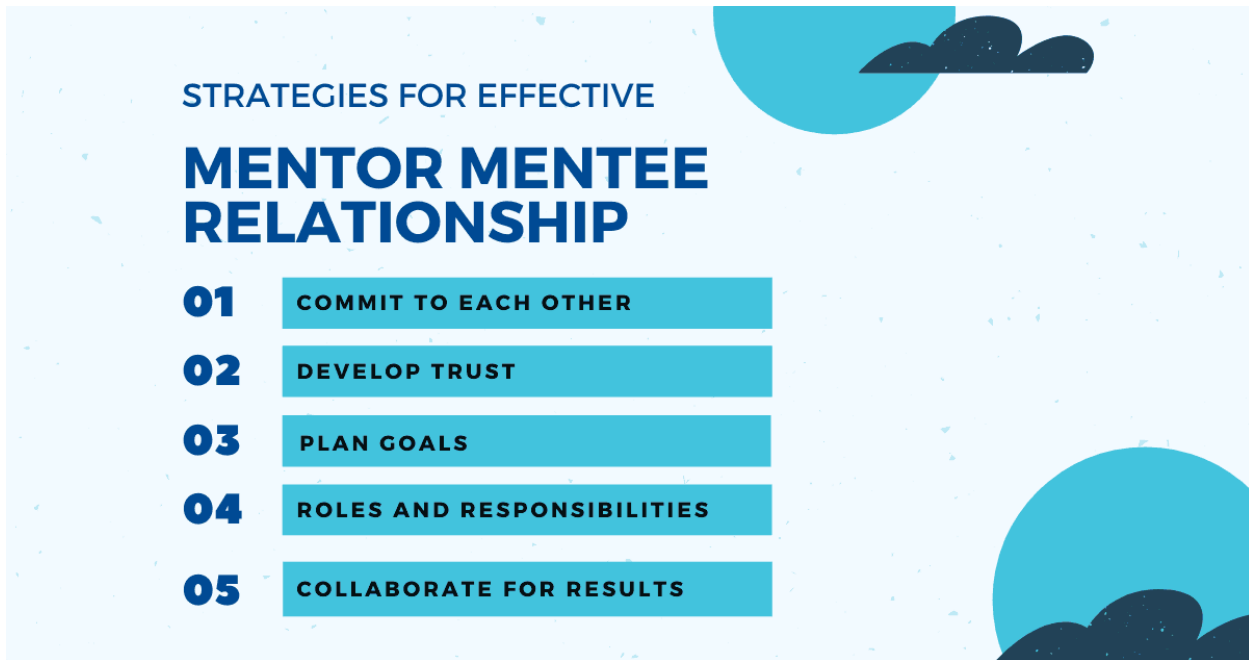 STRATEGIES FOR EFFECTIVE
MENTOR MENTEE
RELATIONSHIP
01 COMMIT TO EACH OTHER
02 DEVELOP TRUST
03 PLAN GOALS
04 ROLES AND RESPONSIBILITIES
05 COLLABORATE FOR RESULTS